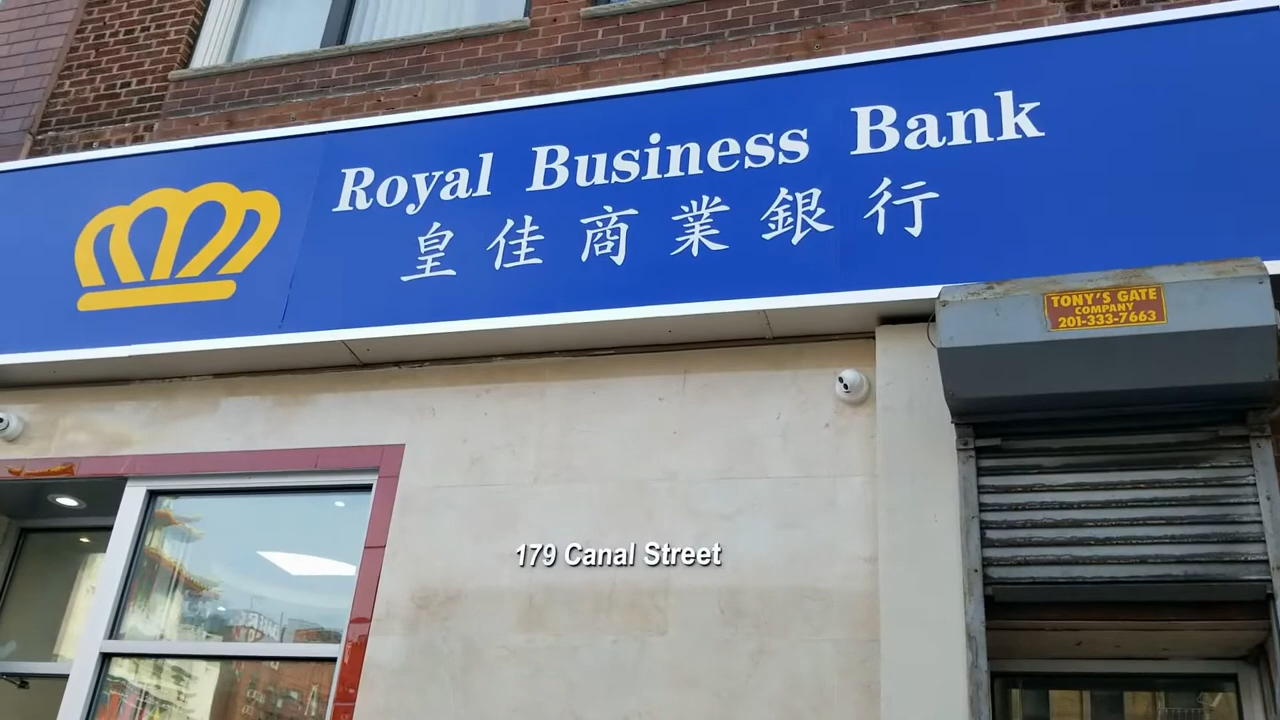 Royal Business Bank
皇佳商業銀行
TONY'S GATE
COMPANY
201-333-7663
179 Canal Street